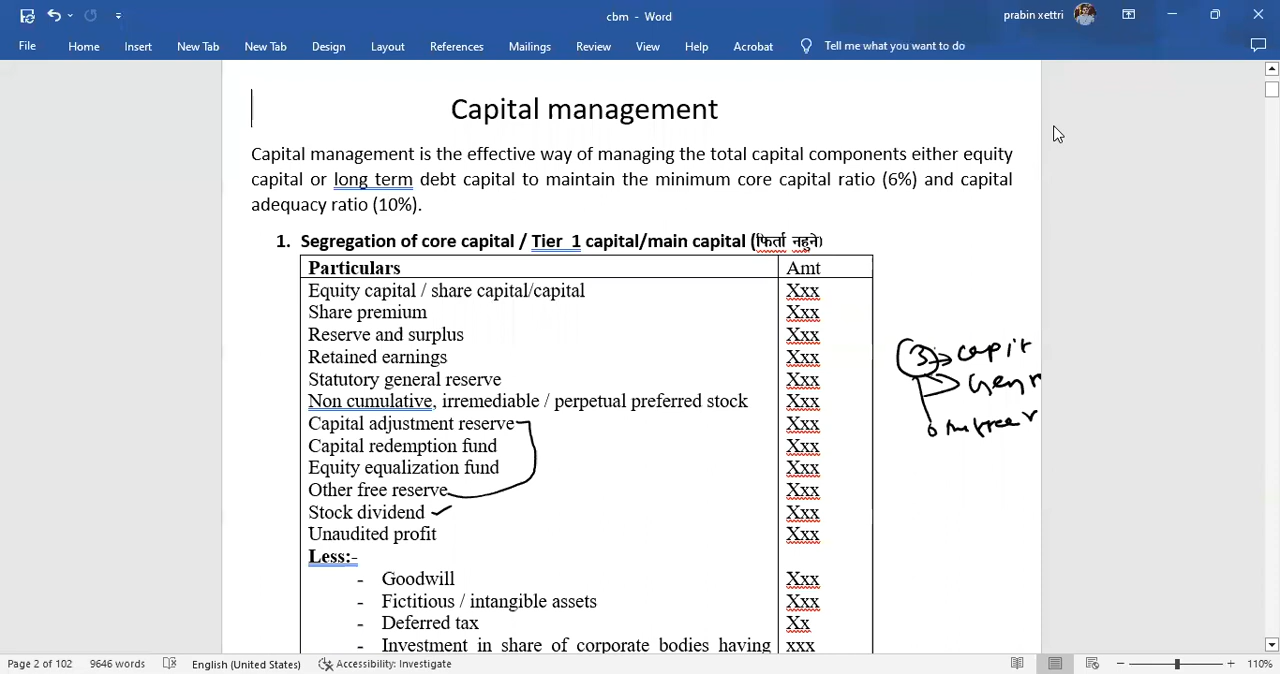 cbm - Word
prabin xettri
File Home Insert New Tab New Tab Design Layout References Mailings Review View Help Acrobat Tell me what you want to do
Capital management
Capital management is the effective way of managing the total capital components either equity
capital or long term debt capital to maintain the minimum core capital ratio (6%) and capital
adequacy ratio (10%).
1. Segregation of core capital / Tier 1 capital/main capital (फिर्ता नहुने)
Particulars Amt
Equity capital / share capital/capital Xxx
Share premium Xxx
Reserve and surplus Xxx
Retained earnings Xxx
Statutory general reserve Xxx
Non cumulative, irremediable / perpetual preferred stock Xxx
Capital adjustment reserve Xxx
Capital redemption fund Xxx
Equity equalization fund Xxx
Other free reserve Xxx
Stock dividend Xxx
Unaudited profit Xxx
Less:-
- Goodwill Xxx
- Fictitious / intangible assets Xxx
- Deferred tax Xx
- Investment in share of corporate bodies having xxx
3 → capit
Page 2 of 102 9646 words English (United States) Accessibility: Investigate 110%